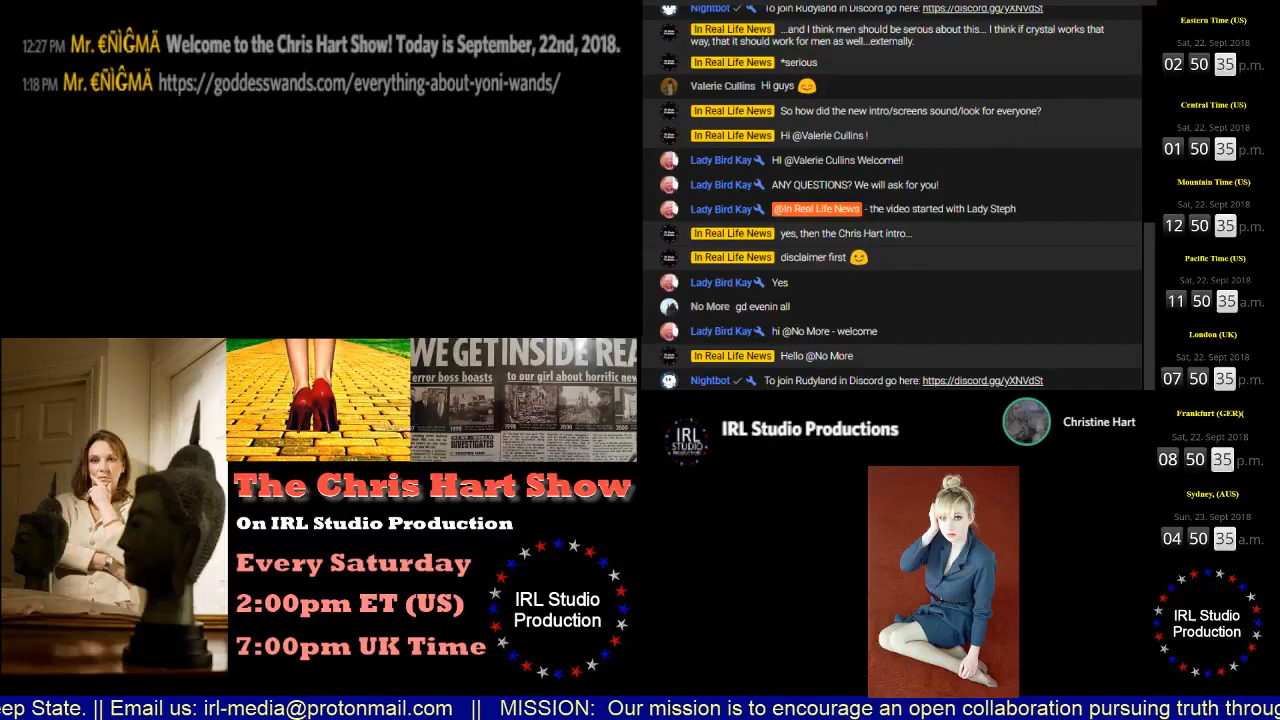 12:27 PM Mr. €ÑÌĜMÄ Welcome to the Chris Hart Show! Today is September, 22nd, 2018.
1:18 PM Mr. €ÑÌĜMÄ https://goddesswands.com/everything-about-yoni-wands/
Nightbot To join Rudyland in Discord go here: https://discord.gg/yXNVdSt
In Real Life News ...and I think men should be serous about this... I think if crystal works that
way, that it should work for men as well...externally.
In Real Life News *serious
Valerie Cullins Hi guys
In Real Life News So how did the new intro/screens sound/look for everyone?
In Real Life News Hi @Valerie Cullins !
Lady Bird Kay HI @Valerie Cullins Welcome!!
Lady Bird Kay ANY QUESTIONS? We will ask for you!
Lady Bird Kay @In Real Life News - the video started with Lady Steph
In Real Life News yes, then the Chris Hart intro...
In Real Life News disclaimer first
Lady Bird Kay Yes
No More gd evenin all
Lady Bird Kay hi @No More - welcome
In Real Life News Hello @No More
Nightbot To join Rudyland in Discord go here: https://discord.gg/yXNVdSt
Eastern Time (US)
Sat, 22. Sept 2018
02 50 35 p.m.
Central Time (US)
Sat, 22. Sept 2018
01 50 35 p.m.
Mountain Time (US)
Sat, 22. Sept 2018
12 50 35 p.m.
Pacific Time (US)
Sat, 22. Sept 2018
11 50 35 a.m.
London (UK)
Sat, 22. Sept 2018
07 50 35 p.m.
Frankfurt (GER)(
Sat, 22. Sept 2018
08 50 35 p.m.
Sydney, (AUS)
Sun, 23. Sept 2018
04 50 35 a.m.
WE GET INSIDE REA
error boss boasts
to our girl about horrific new
INVESTIGATES
The Chris Hart Show
On IRL Studio Production
Every Saturday
2:00pm ET (US)
7:00pm UK Time
IRL Studio
Production
IRL
STUDIO
IRL Studio Productions
Christine Hart
IRL Studio
Production
eep State. || Email us: irl-media@protonmail.com || MISSION: Our mission is to encourage an open collaboration pursuing truth throug